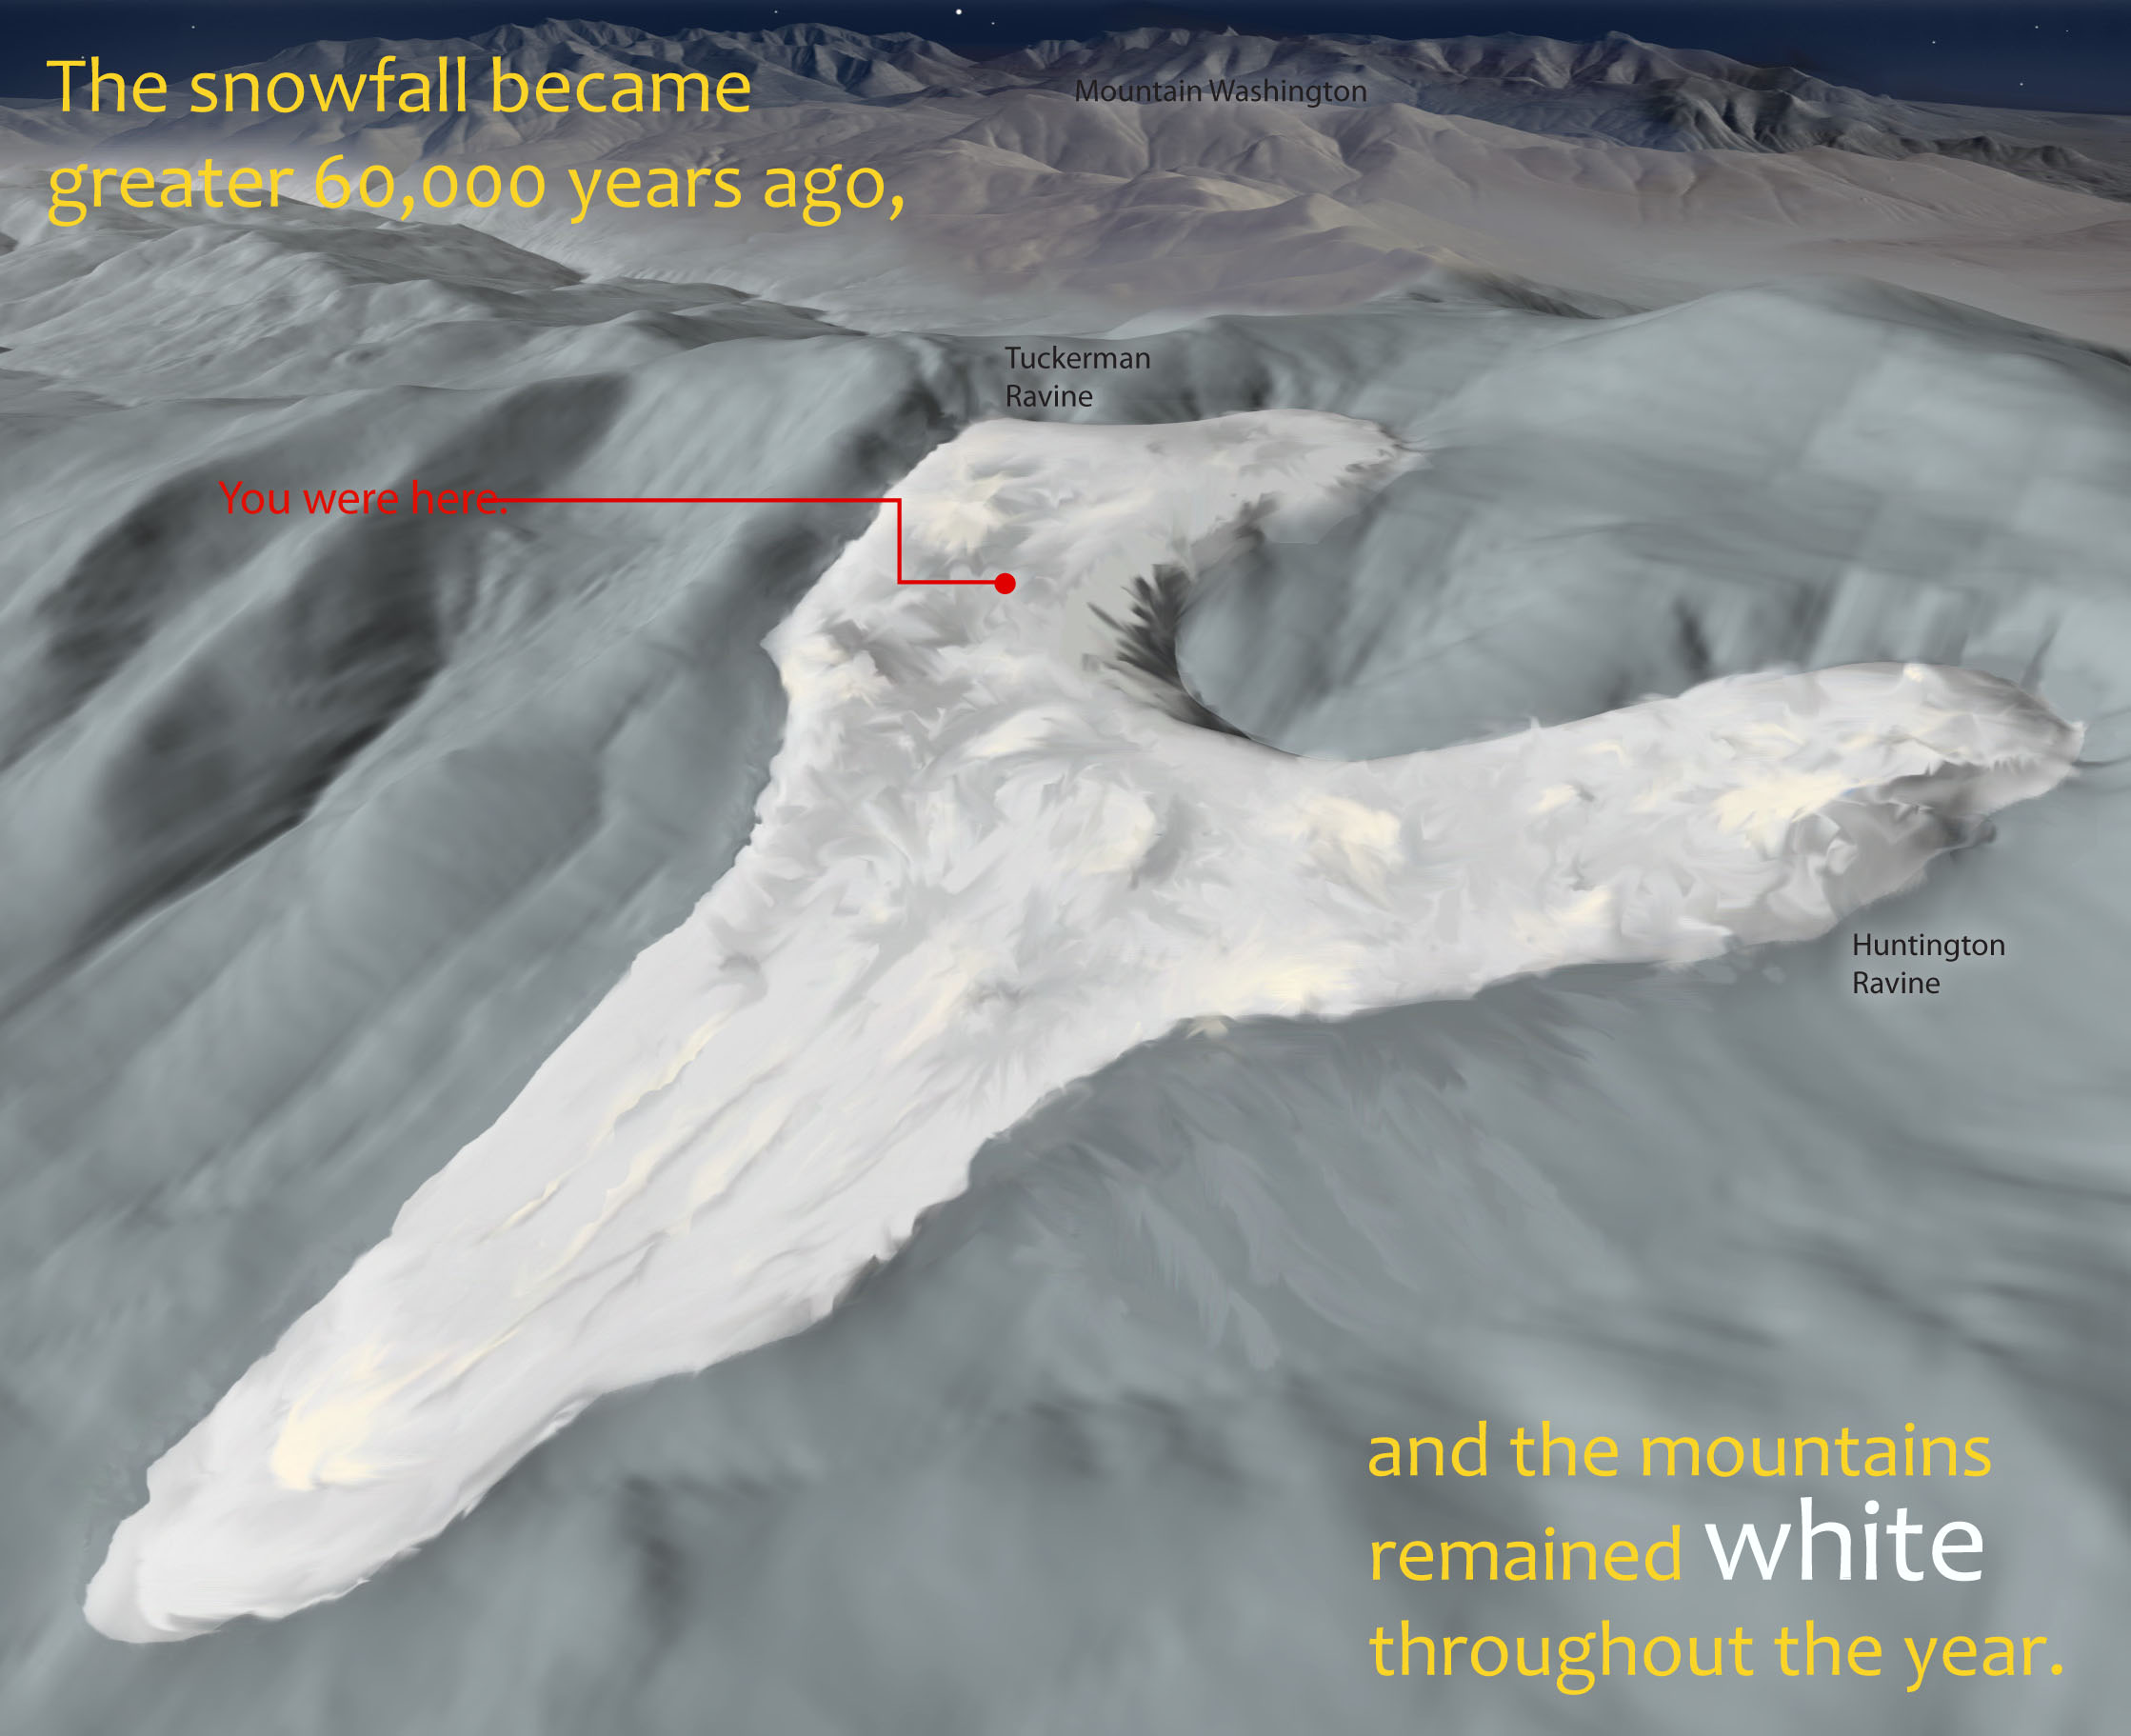 The snowfall became
greater 60,000 years ago,
Mountain Washington
Tuckerman
Ravine
You were here.
Huntington
Ravine
and the mountains
remained white
throughout the year.